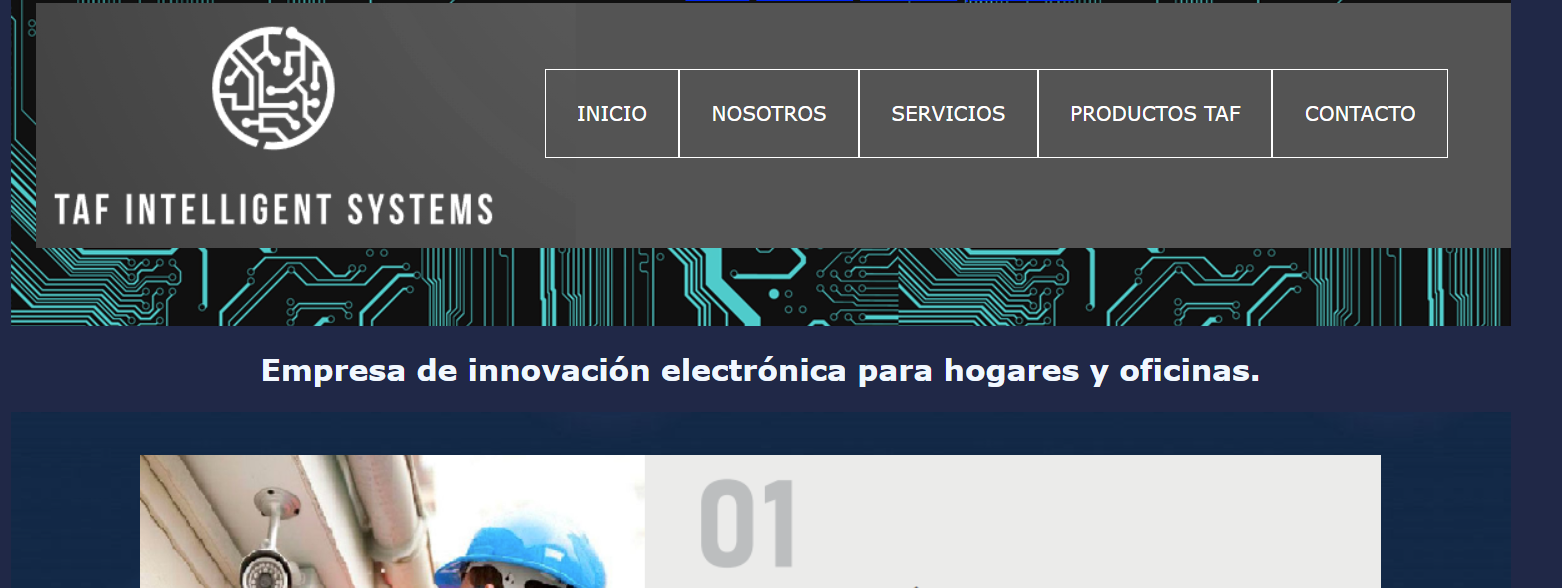 TAF INTELLIGENT SYSTEMS
INICIO NOSOTROS SERVICIOS PRODUCTOS TAF CONTACTO
Empresa de innovación electrónica para hogares y oficinas.
01